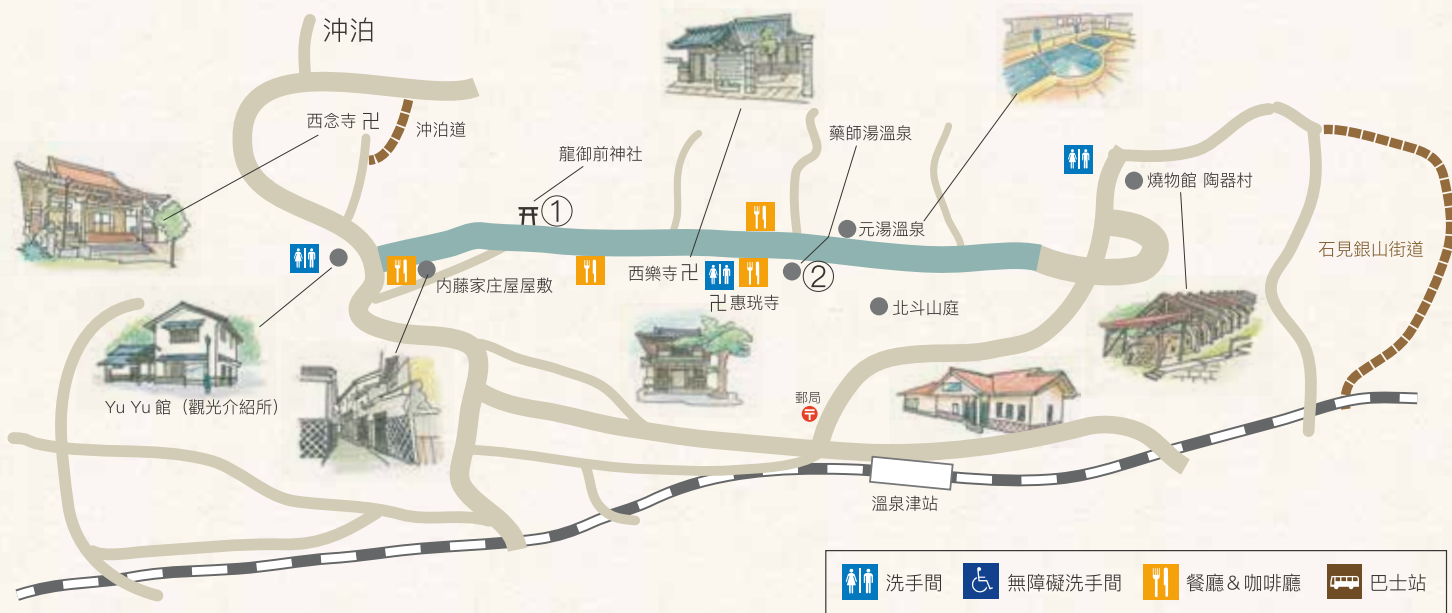 沖泊
西念寺 卍
沖泊道
龍御前神社
①
藥師湯溫泉
元湯溫泉
燒物館 陶器村
石見銀山街道
內藤家庄屋屋敷
西樂寺 卍
②
卍 惠珖寺
北斗山庭
Yu Yu 館（觀光介紹所）
郵局
〒
溫泉津站
洗手間
無障礙洗手間
餐廳＆咖啡廳
巴士站